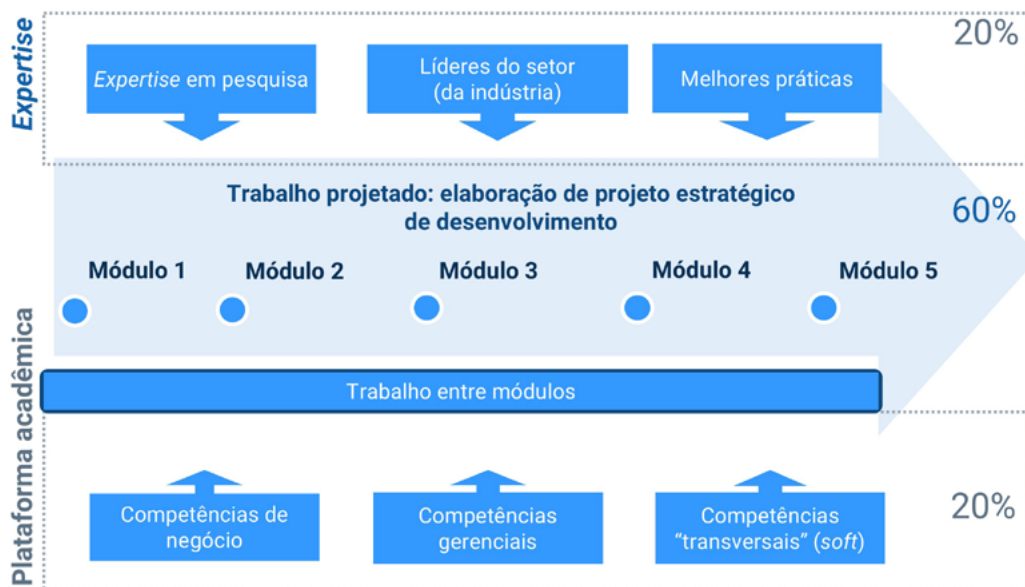 Expertise
20%
Expertise em pesquisa
Líderes do setor
(da indústria)
Melhores práticas
Trabalho projetado: elaboração de projeto estratégico
de desenvolvimento
60%
Módulo 1
Módulo 2
Módulo 3
Módulo 4
Módulo 5
Trabalho entre módulos
Plataforma acadêmica
Competências de
negócio
Competências
gerenciais
Competências
“transversais” (soft)
20%